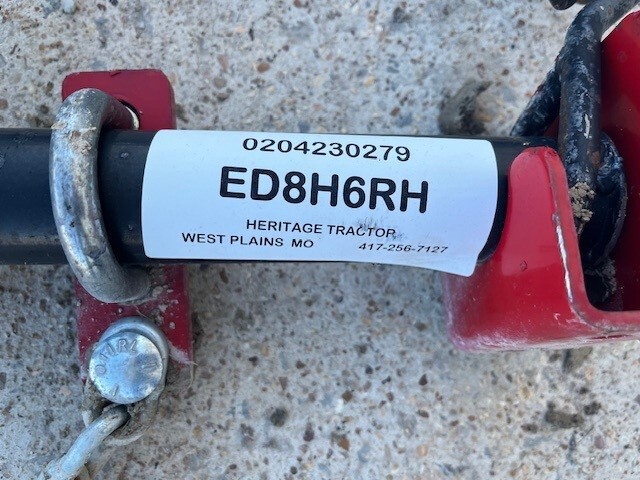 0204230279
ED8H6RH
HERITAGE TRACTOR
WEST PLAINS MO 417-256-7127